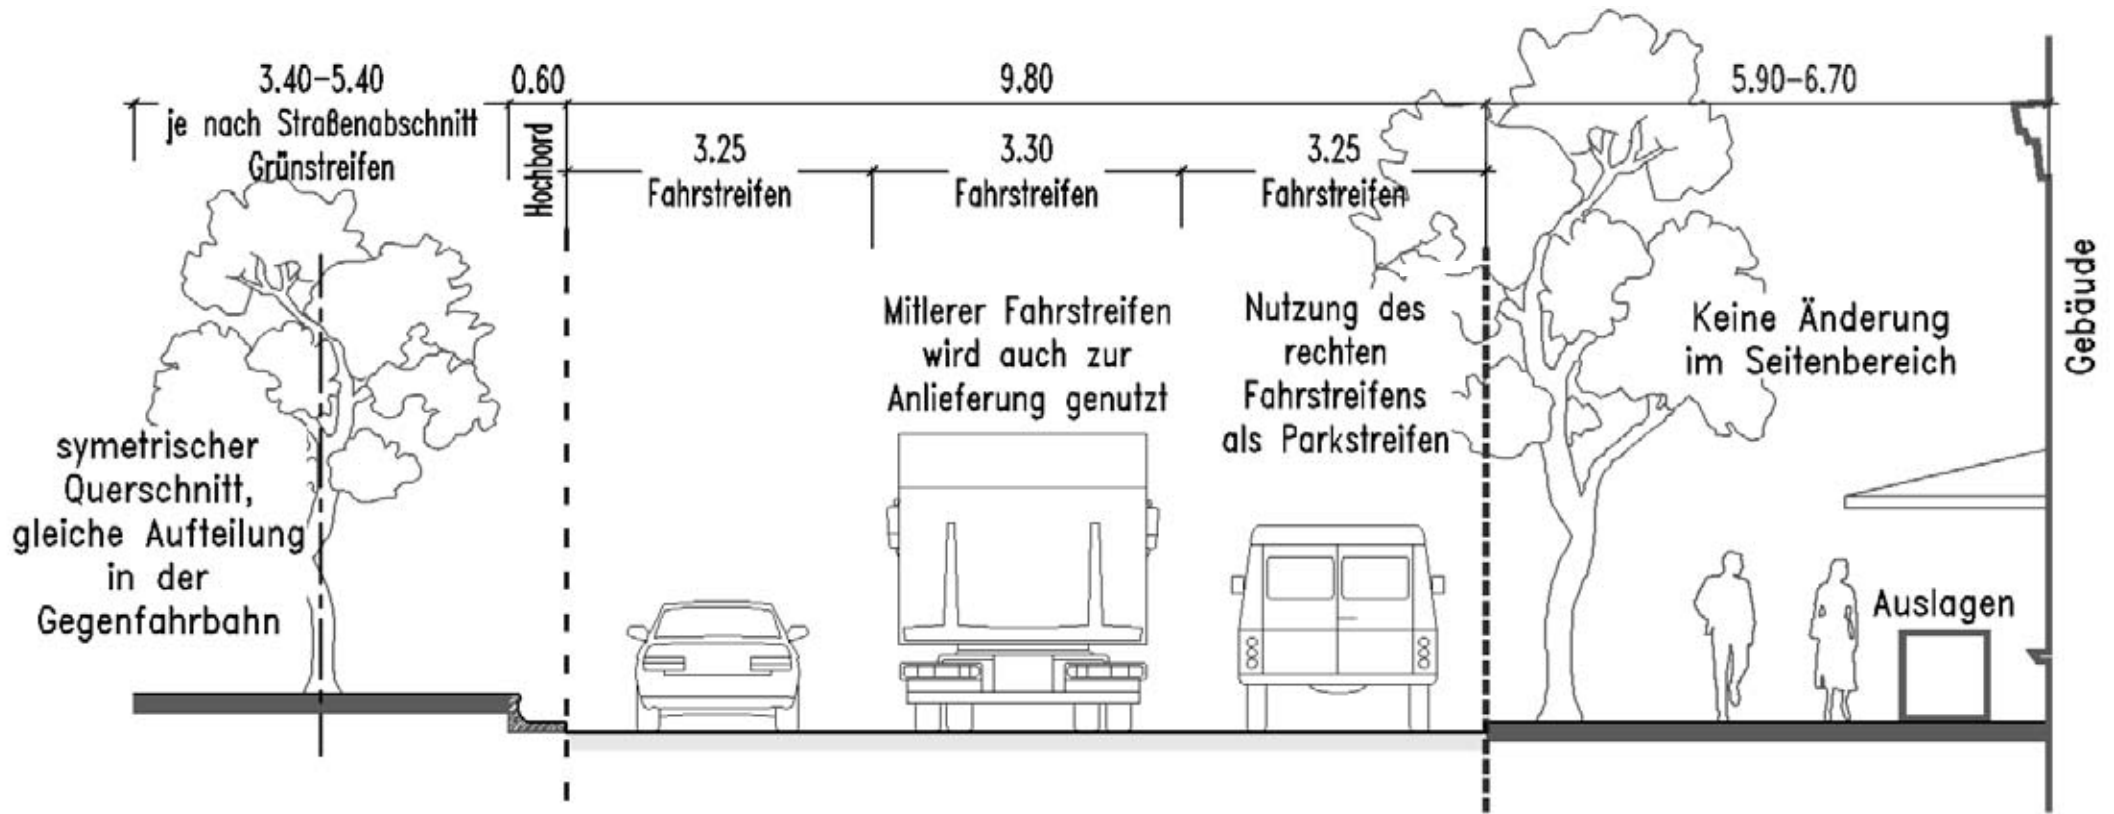 3.40-5.40
je nach Straßenabschnitt
Grünstreifen
0.60
Hochbord
9.80
3.25
Fahrstreifen
3.30
Fahrstreifen
3.25
Fahrstreifen
5.90-6.70
symetrischer
Querschnitt,
gleiche Aufteilung
in der
Gegenfahrbahn
Mitlerer Fahrstreifen
wird auch zur
Anlieferung genutzt
Nutzung des
rechten
Fahrstreifens
als Parkstreifen
Keine Änderung
im Seitenbereich
Auslagen
Gebäude